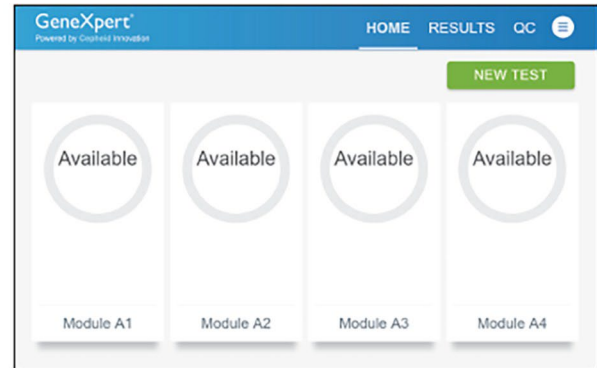 GeneXpert®
Powered by Cepheid Innovation
HOME RESULTS QC
NEW TEST
Available Available Available Available
Module A1 Module A2 Module A3 Module A4